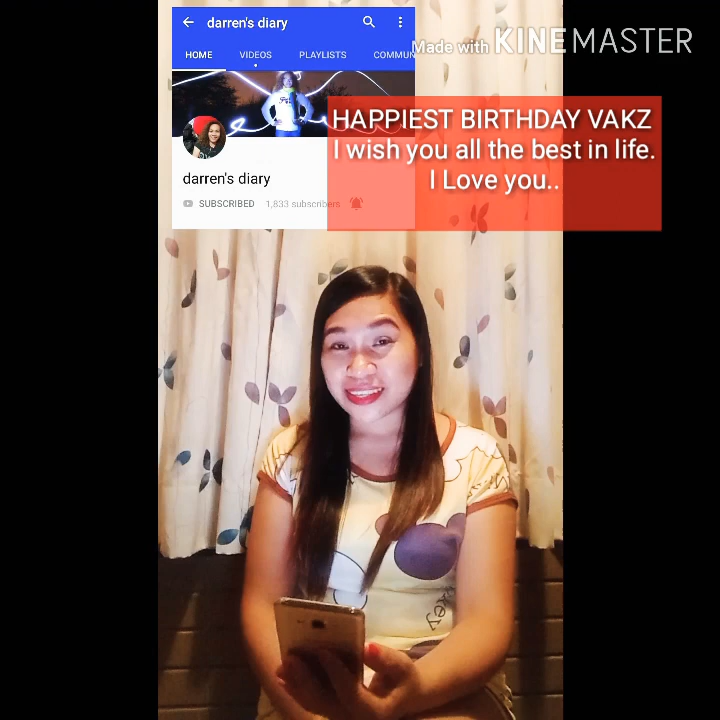 darren's diary
Made with KINEMASTER
HOME VIDEOS PLAYLISTS COMMUN
HAPPIEST BIRTHDAY VAKZ
I wish you all the best in life.
I Love you..
darren's diary
SUBSCRIBED 1,833 subscribers